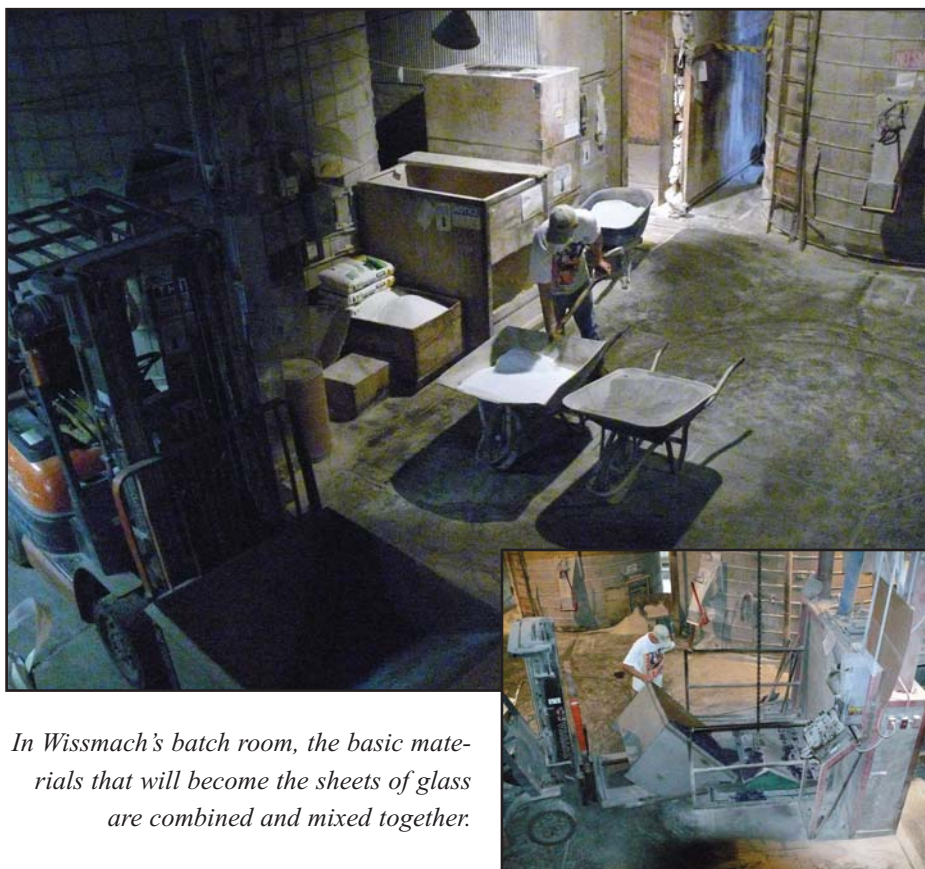 In Wissmach's batch room, the basic mate-
rials that will become the sheets of glass
are combined and mixed together.